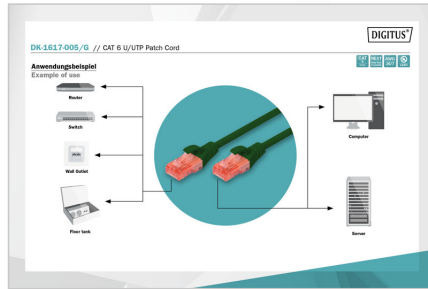 DIGITUS®
DK-1617-005/G // CAT 6 U/UTP Patch Cord
Anwendungsbeispiel
Example of use
Router
Switch
Wall Outlet
Floor tank
Computer
Server